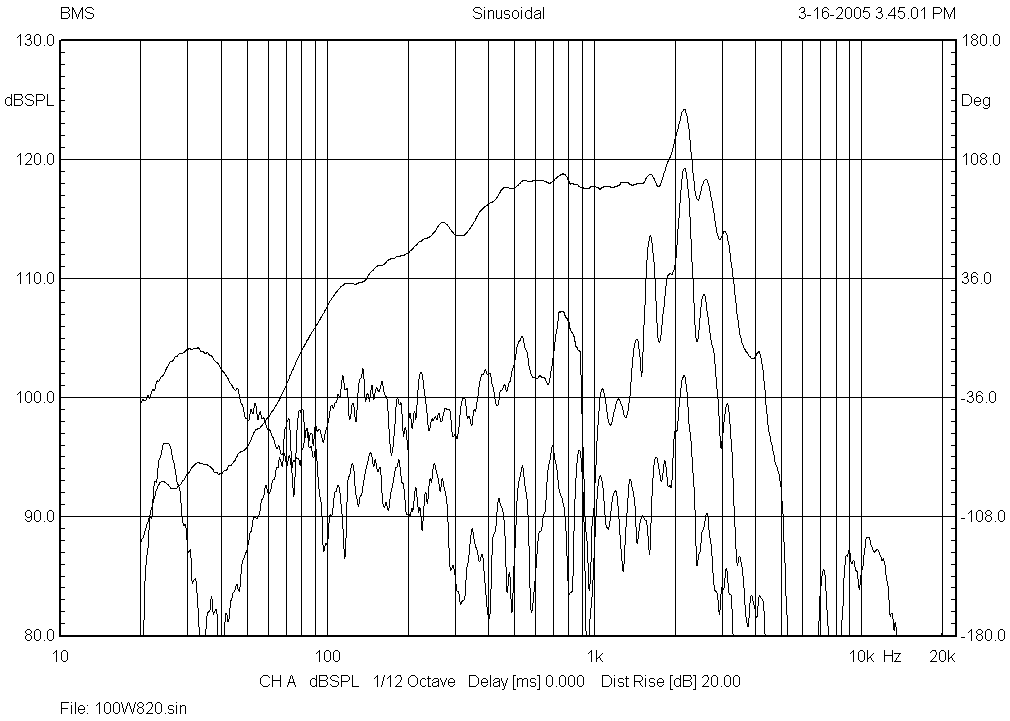 BMS Sinusoidal 3-16-2005 3.45.01 PM
130.0 180.0
dBSPL Deg
120.0 108.0
110.0 36.0
100.0 -36.0
90.0 -108.0
80.0 -180.0
10 100 1k 10k Hz 20k
CH A dBSPL 1/12 Octave Delay [ms] 0.000 Dist Rise [dB] 20.00
File: 100W820.sin